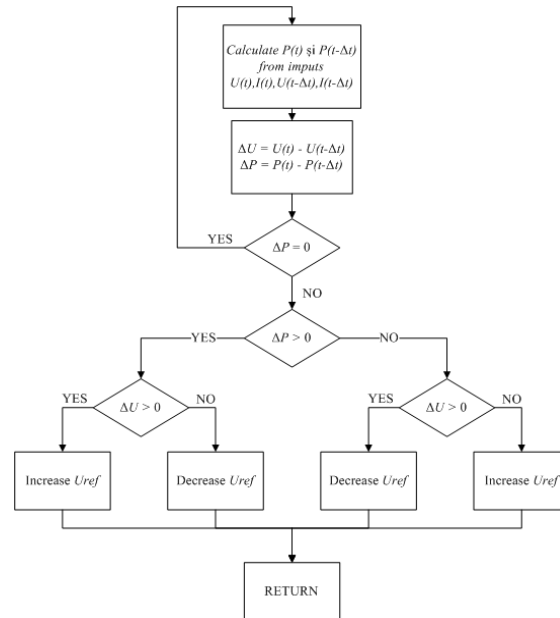 Calculate P(t) și P(t-Δt)
from imputs
U(t),I(t),U(t-Δt),I(t-Δt)
ΔU = U(t) - U(t-Δt)
ΔP = P(t) - P(t-Δt)
YES
ΔP = 0
NO
YES
ΔP > 0
NO
YES
ΔU > 0
NO
YES
ΔU > 0
NO
Increase Uref
Decrease Uref
Decrease Uref
Increase Uref
RETURN